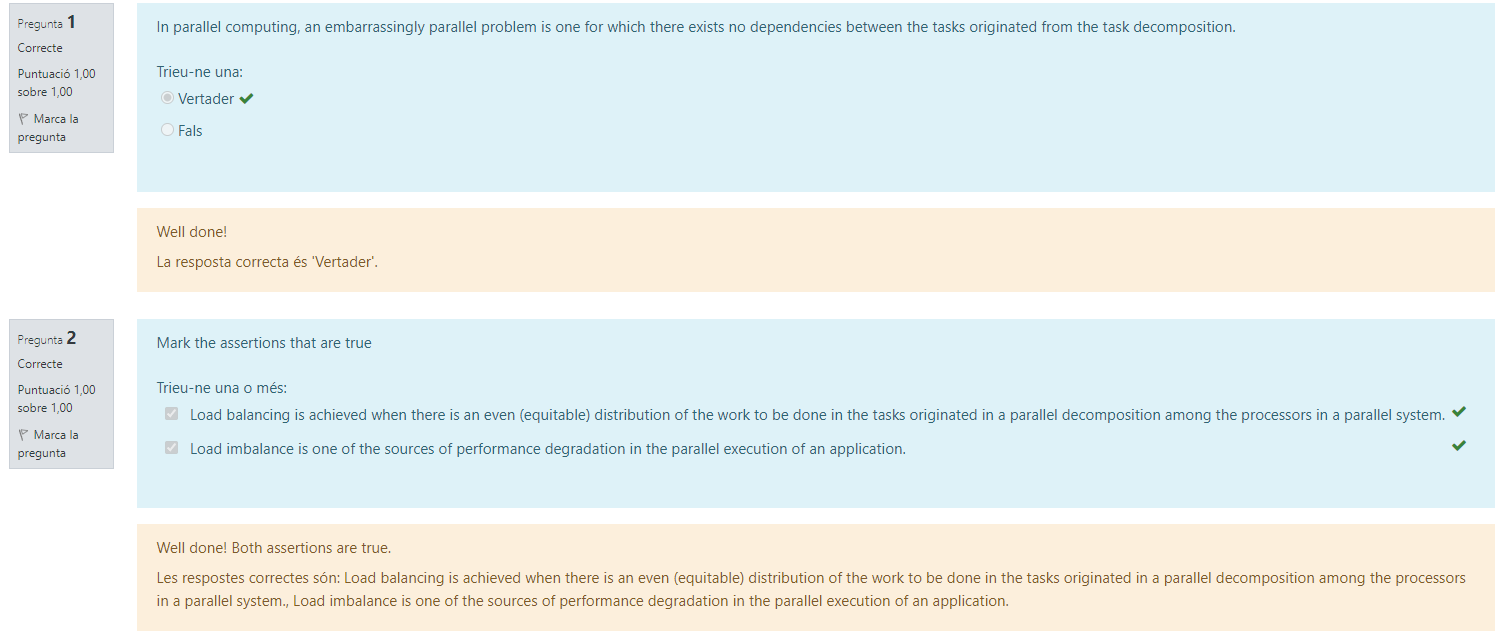 Pregunta 1
Correcte
Puntuació 1,00
sobre 1,00
Marca la
pregunta
In parallel computing, an embarrassingly parallel problem is one for which there exists no dependencies between the tasks originated from the task decomposition.
Trieu-ne una:
Vertader
Fals
Well done!
La resposta correcta és 'Vertader'.
Pregunta 2
Correcte
Puntuació 1,00
sobre 1,00
Marca la
pregunta
Mark the assertions that are true
Trieu-ne una o més:
Load balancing is achieved when there is an even (equitable) distribution of the work to be done in the tasks originated in a parallel decomposition among the processors in a parallel system.
Load imbalance is one of the sources of performance degradation in the parallel execution of an application.
Well done! Both assertions are true.
Les respostes correctes són: Load balancing is achieved when there is an even (equitable) distribution of the work to be done in the tasks originated in a parallel decomposition among the processors
in a parallel system., Load imbalance is one of the sources of performance degradation in the parallel execution of an application.